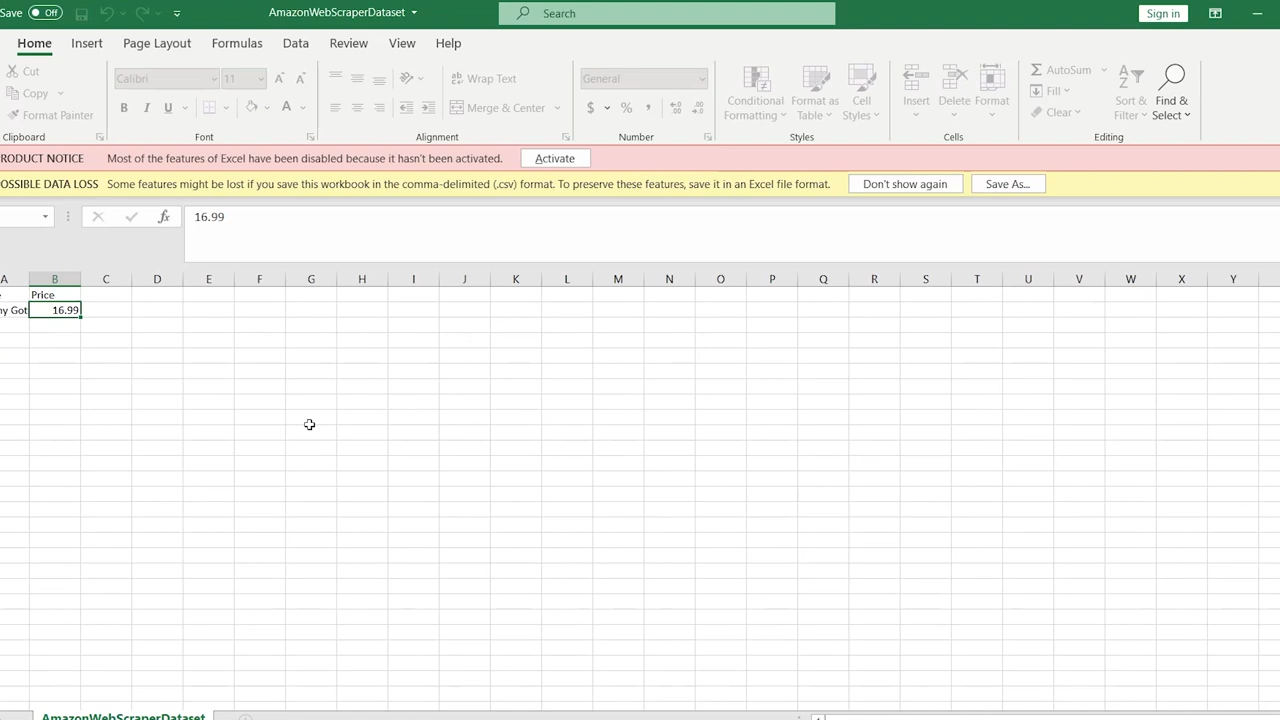 Save Off AmazonWebScraperDataset Search Sign in
Home Insert Page Layout Formulas Data Review View Help
Cut
Copy
Format Painter
Clipboard
Calibri 11
B I U A
Font
Wrap Text
Merge & Center
Alignment
General
$ % ,
Number
Conditional Formatting
Format as Table
Cell Styles
Styles
Insert
Delete
Format
Cells
AutoSum
Fill
Clear
Sort & Filter
Find & Select
Editing
RODUCT NOTICE Most of the features of Excel have been disabled because it hasn't been activated. Activate
OSSIBLE DATA LOSS Some features might be lost if you save this workbook in the comma-delimited (.csv) format. To preserve these features, save it in an Excel file format. Don't show again Save As...
fx 16.99
A B C D E F G H I J K L M N O P Q R S T U V W X Y
Price
ny Got 16.99
AmazonWebScraperDataset